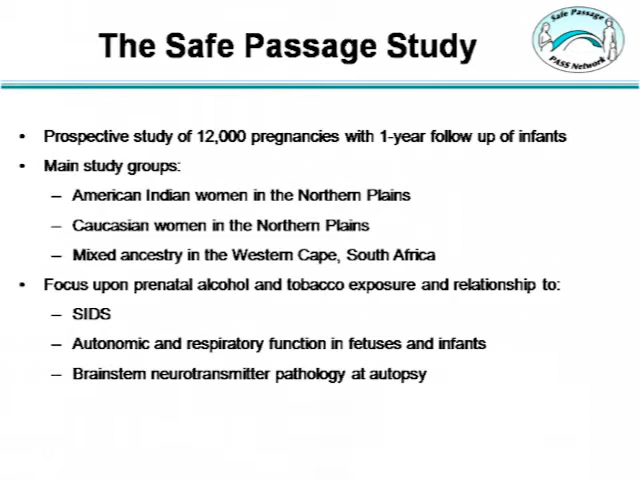 The Safe Passage Study
Safe Passage
PASS Network
• Prospective study of 12,000 pregnancies with 1-year follow up of infants
• Main study groups:
– American Indian women in the Northern Plains
– Caucasian women in the Northern Plains
– Mixed ancestry in the Western Cape, South Africa
• Focus upon prenatal alcohol and tobacco exposure and relationship to:
– SIDS
– Autonomic and respiratory function in fetuses and infants
– Brainstem neurotransmitter pathology at autopsy